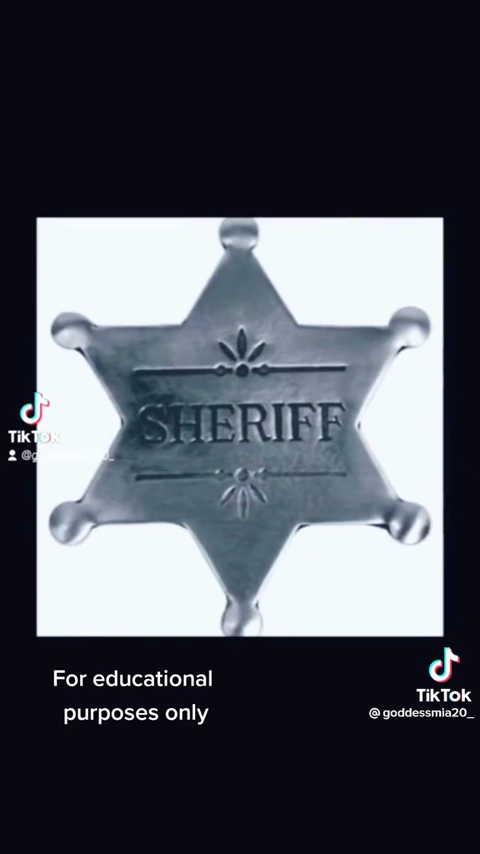 SHERIFF
TikTok
For educational
purposes only
TikTok
@goddessmia20_